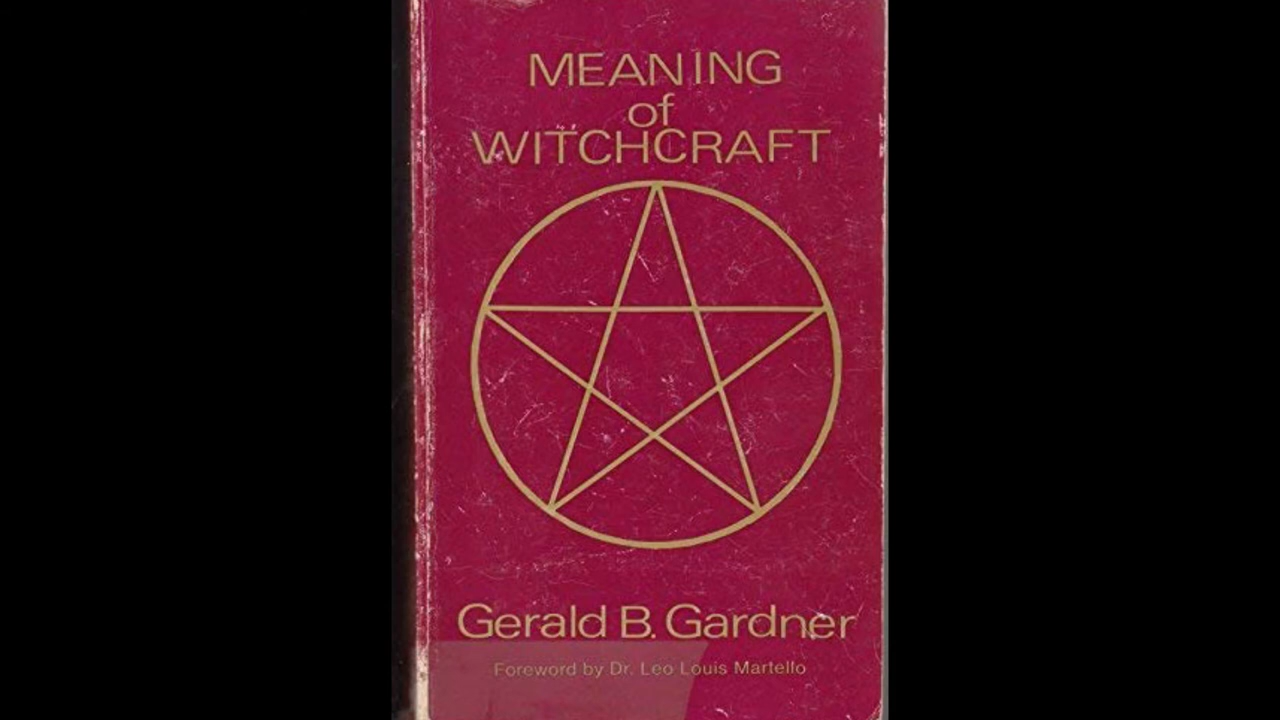 MEANING
of
WITCHCRAFT
Gerald B. Gardner
Foreword by Dr. Leo Louis Martello